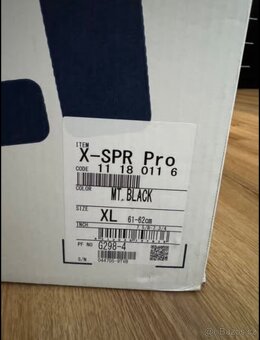 ITEM
X-SPR Pro
CODE 11 18 011 6
COLOR
MT.BLACK
SIZE
XL 61-62cm
INCH
PF NO G298-4
S/N